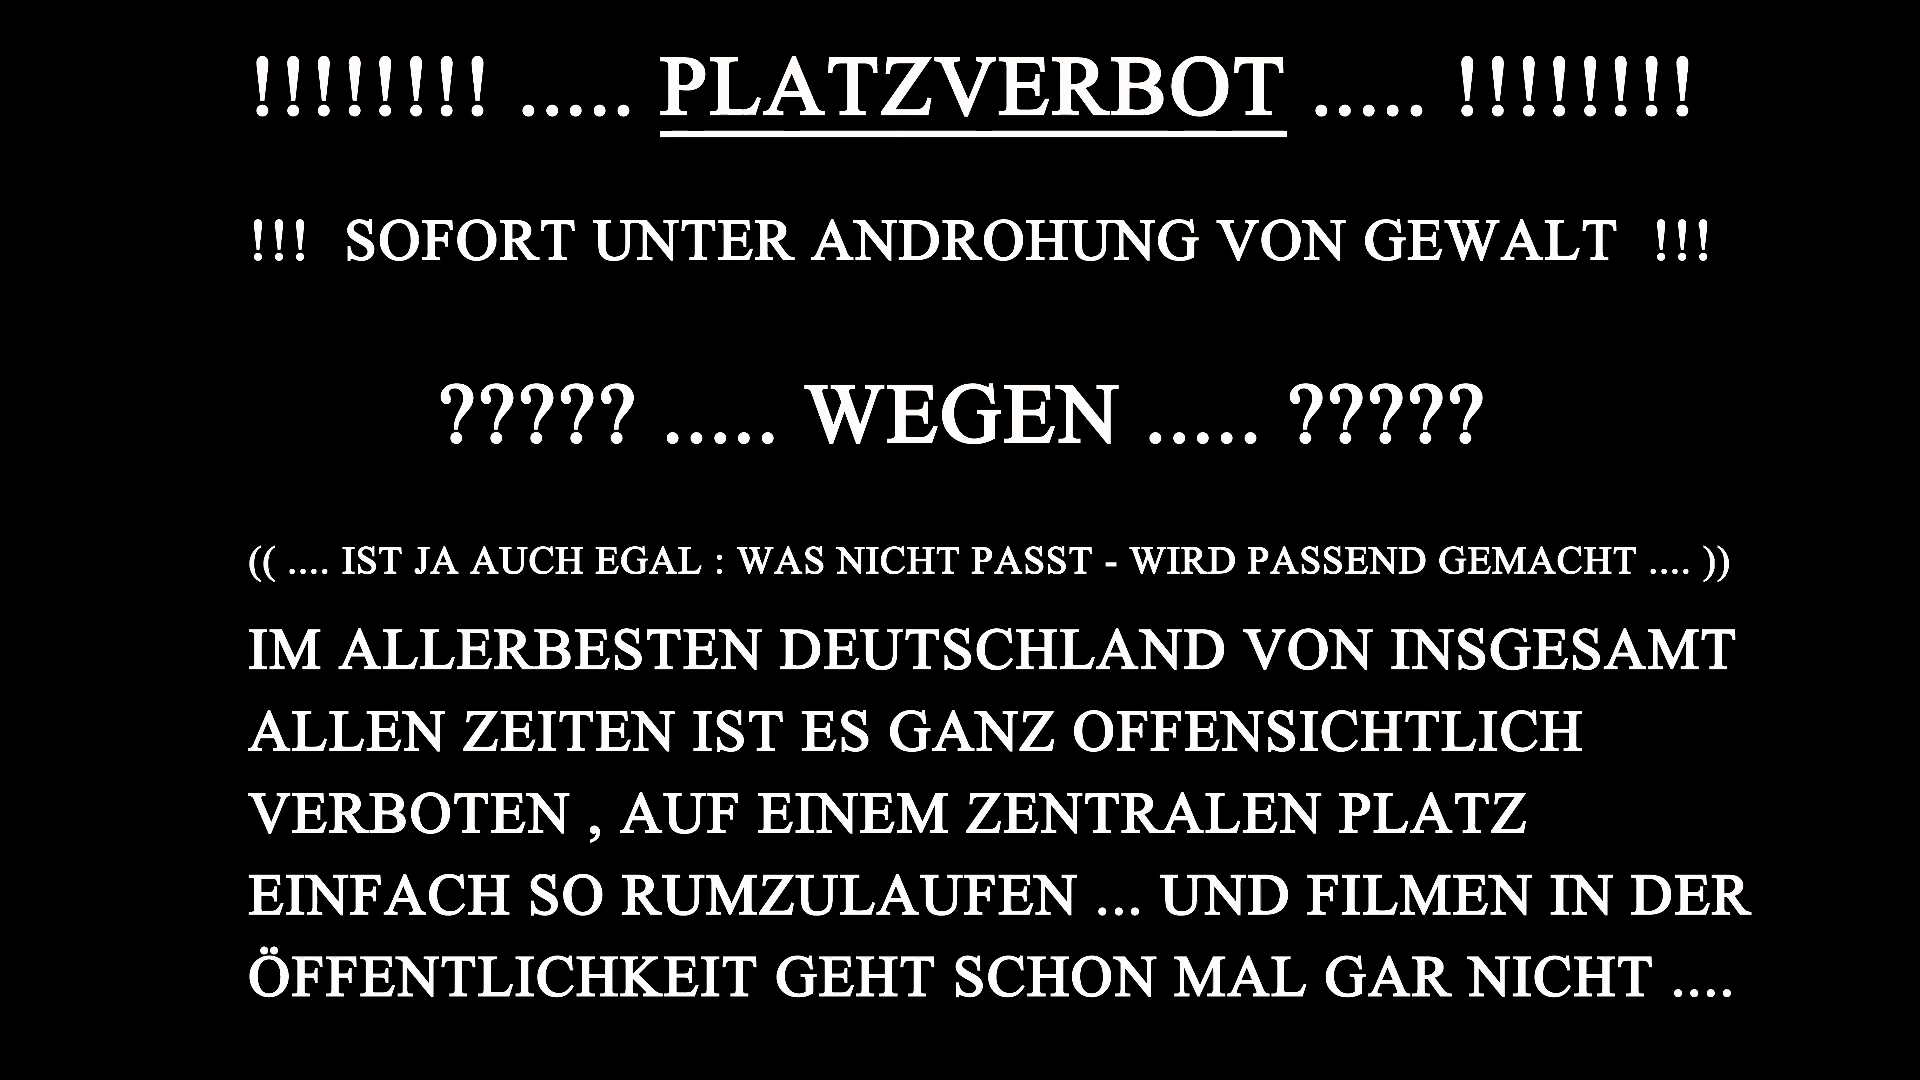 !!!!!!!! ..... PLATZVERBOT ..... !!!!!!!!
!!! SOFORT UNTER ANDROHUNG VON GEWALT !!!
????? ..... WEGEN ..... ?????
(( .... IST JA AUCH EGAL : WAS NICHT PASST - WIRD PASSEND GEMACHT .... ))
IM ALLERBESTEN DEUTSCHLAND VON INSGESAMT
ALLEN ZEITEN IST ES GANZ OFFENSICHTLICH
VERBOTEN , AUF EINEM ZENTRALEN PLATZ
EINFACH SO RUMZULAUFEN ... UND FILMEN IN DER
ÖFFENTLICHKEIT GEHT SCHON MAL GAR NICHT ....